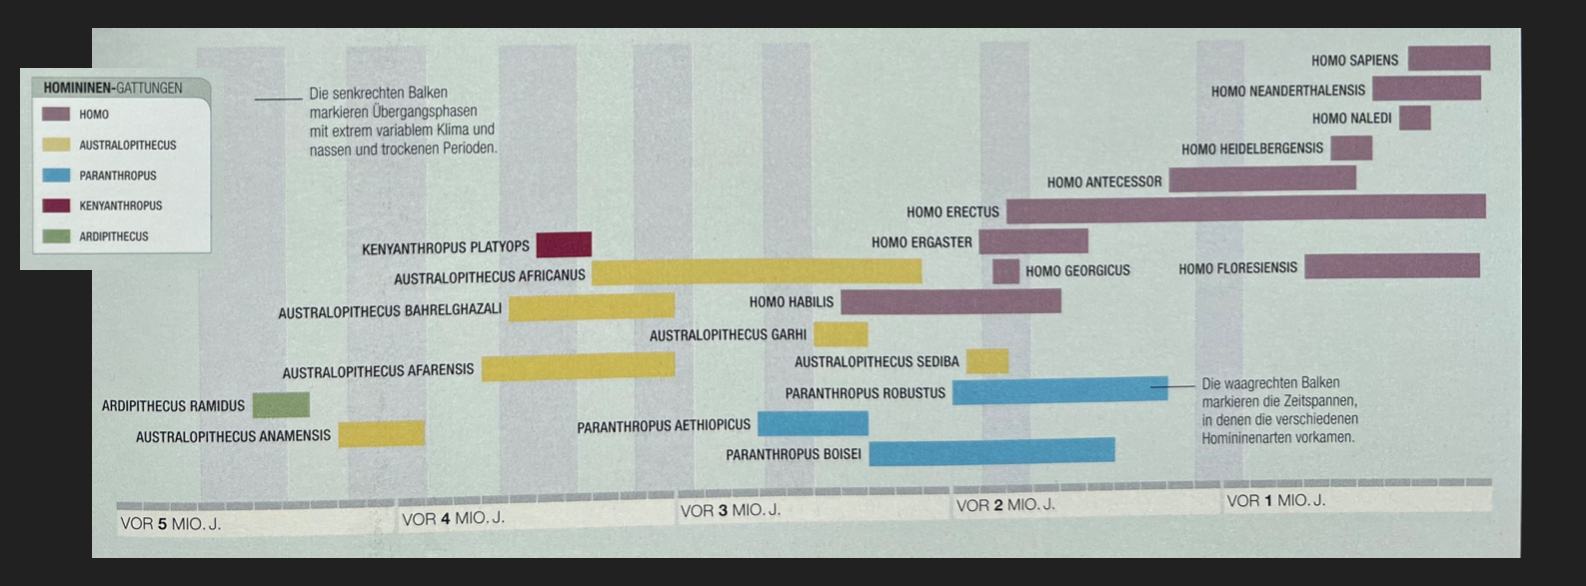 HOMININEN-GATTUNGEN
HOMO
AUSTRALOPITHECUS
PARANTHROPUS
KENYANTHROPUS
ARDIPITHECUS
Die senkrechten Balken
markieren Übergangsphasen
mit extrem variablem Klima und
nassen und trockenen Perioden.
HOMO SAPIENS
HOMO NEANDERTHALENSIS
HOMO NALEDI
HOMO HEIDELBERGENSIS
HOMO ANTECESSOR
HOMO ERECTUS
KENYANTHROPUS PLATYOPS
HOMO ERGASTER
AUSTRALOPITHECUS AFRICANUS
HOMO GEORGICUS
HOMO FLORESIENSIS
AUSTRALOPITHECUS BAHRELGHAZALI
HOMO HABILIS
AUSTRALOPITHECUS GARHI
AUSTRALOPITHECUS AFARENSIS
AUSTRALOPITHECUS SEDIBA
PARANTHROPUS ROBUSTUS
Die waagrechten Balken
markieren die Zeitspannen,
in denen die verschiedenen
Homininenarten vorkamen.
ARDIPITHECUS RAMIDUS
AUSTRALOPITHECUS ANAMENSIS
PARANTHROPUS AETHIOPICUS
PARANTHROPUS BOISEI
VOR 5 MIO. J.
VOR 4 MIO. J.
VOR 3 MIO. J.
VOR 2 MIO. J.
VOR 1 MIO. J.